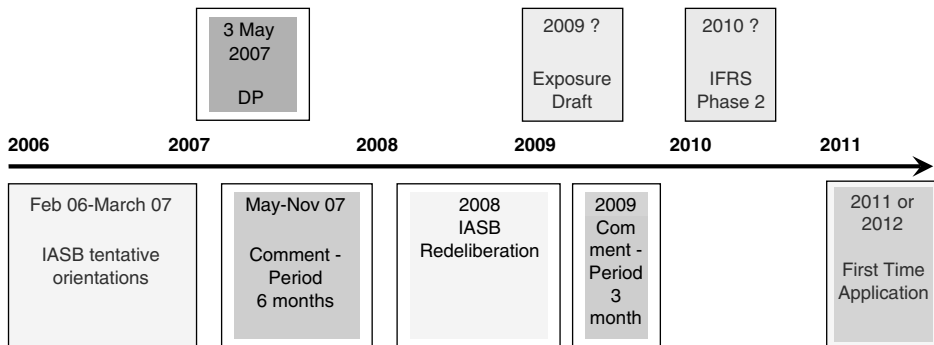 3 May
2007
DP
2009 ?
Exposure
Draft
2010 ?
IFRS
Phase 2
2006 2007 2008 2009 2010 2011
Feb 06-March 07
IASB tentative
orientations
May-Nov 07
Comment -
Period
6 months
2008
IASB
Redeliberation
2009
Com
ment -
Period
3
month
2011 or
2012
First Time
Application